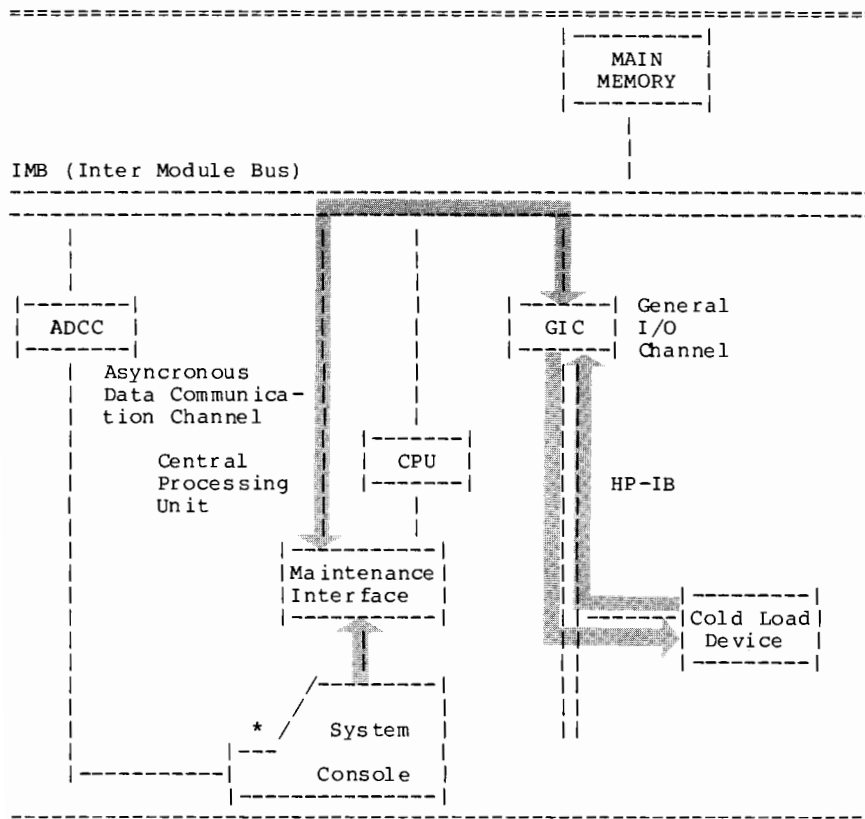 MAIN
MEMORY
IMB (Inter Module Bus)
ADCC
GIC
General
I/O
Channel
Asyncronous
Data Communica-
tion Channel
Central
Processing
Unit
CPU
HP-IB
Maintenance
Interface
Cold Load
Device
*
System
Console